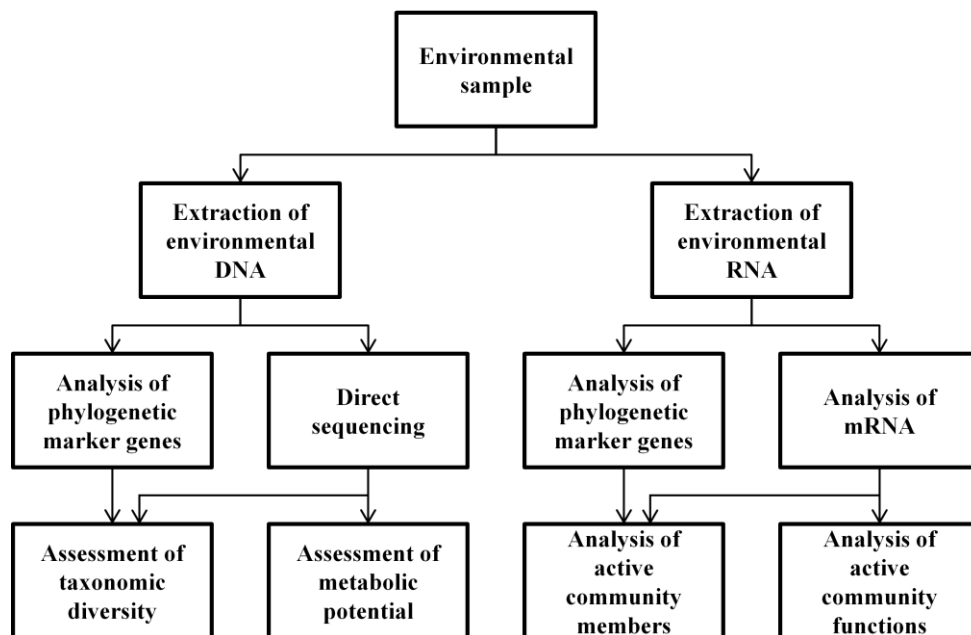 Environmental
sample
Extraction of
environmental
DNA
Extraction of
environmental
RNA
Analysis of
phylogenetic
marker genes
Direct
sequencing
Analysis of
phylogenetic
marker genes
Analysis of
mRNA
Assessment of
taxonomic
diversity
Assessment of
metabolic
potential
Analysis of
active
community
members
Analysis of
active
community
functions